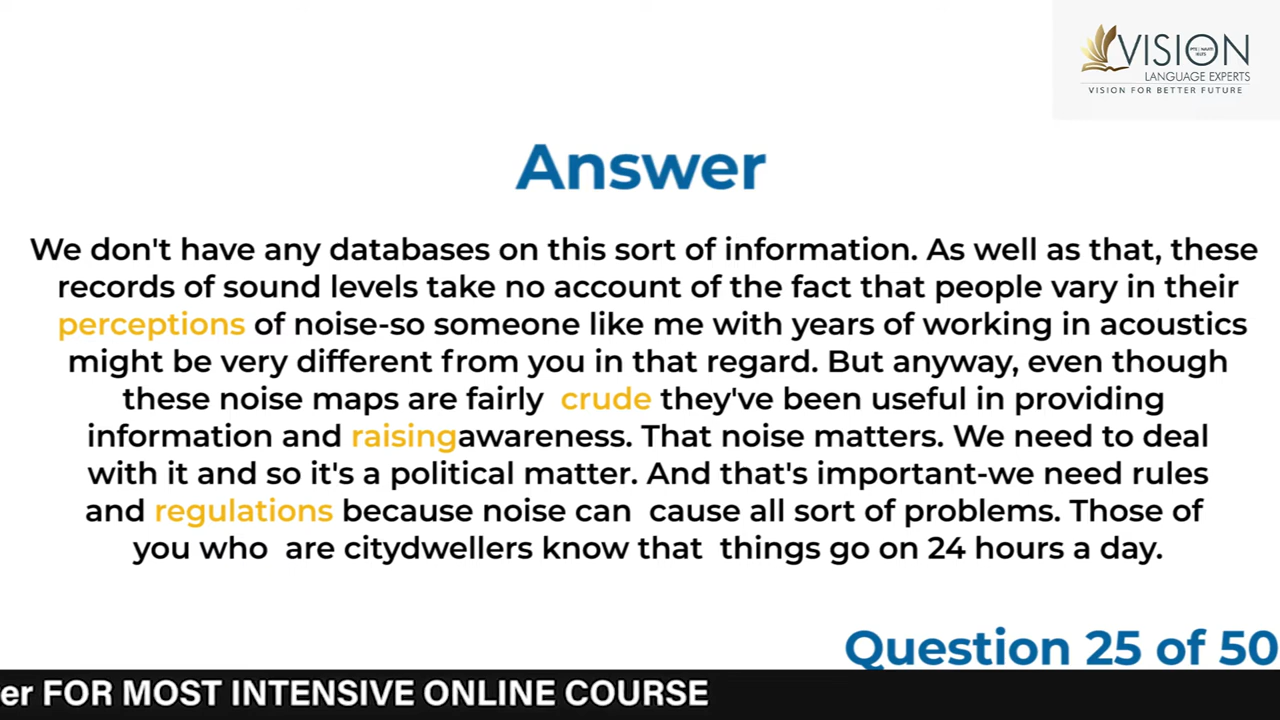 VISION
LANGUAGE EXPERTS
VISION FOR BETTER FUTURE
Answer
We don't have any databases on this sort of information. As well as that, these
records of sound levels take no account of the fact that people vary in their
perceptions of noise-so someone like me with years of working in acoustics
might be very different from you in that regard. But anyway, even though
these noise maps are fairly crude they've been useful in providing
information and raisingawareness. That noise matters. We need to deal
with it and so it's a political matter. And that's important-we need rules
and regulations because noise can cause all sort of problems. Those of
you who are citydwellers know that things go on 24 hours a day.
Question 25 of 50
er FOR MOST INTENSIVE ONLINE COURSE